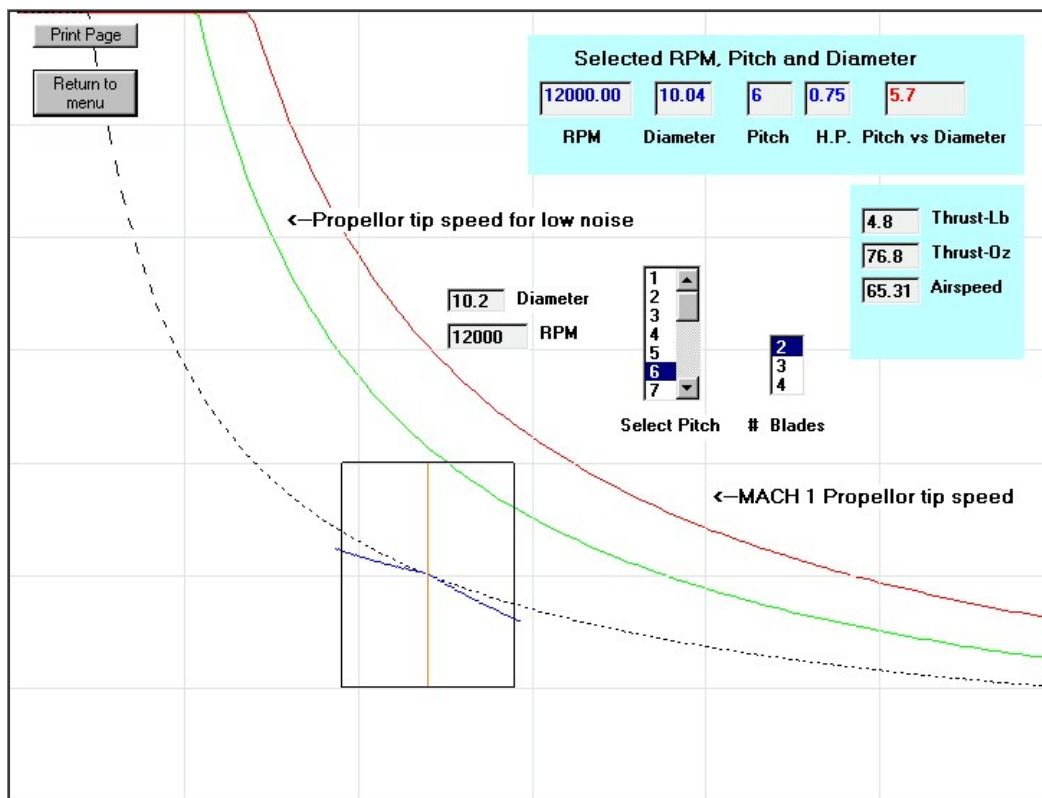 Print Page
Return to
menu
Selected RPM, Pitch and Diameter
12000.00 10.04 6 0.75 5.7
RPM Diameter Pitch H.P. Pitch vs Diameter
<--Propellor tip speed for low noise
4.8 Thrust-Lb
76.8 Thrust-Oz
65.31 Airspeed
10.2 Diameter
12000 RPM
1
2
3
4
5
6
7
Select Pitch
2
3
4
# Blades
<--MACH 1 Propellor tip speed